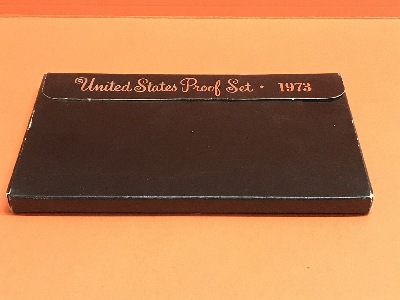 United States Proof Set · 1973